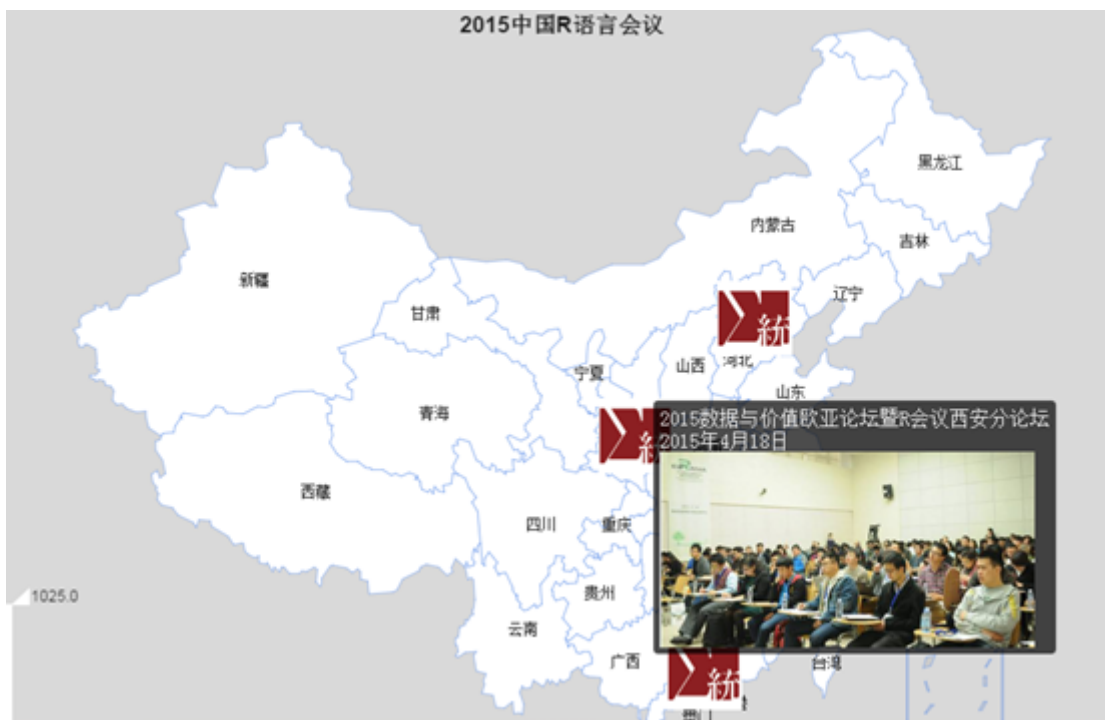 2015中国R语言会议
黑龙江
内蒙古
吉林
新疆
辽宁
甘肃
統
河北
山西
宁夏
山东
青海
2015数据与价值欧亚论坛暨R会议西安分论坛
2015年4月18日
西藏
四川
重庆
1025.0
贵州
云南
广西
台湾
統